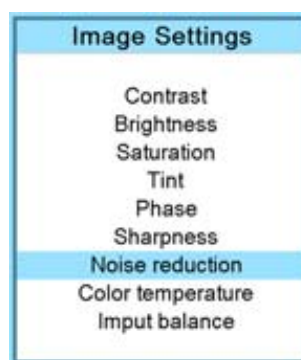 Image Settings
Contrast
Brightness
Saturation
Tint
Phase
Sharpness
Noise reduction
Color temperature
Imput balance